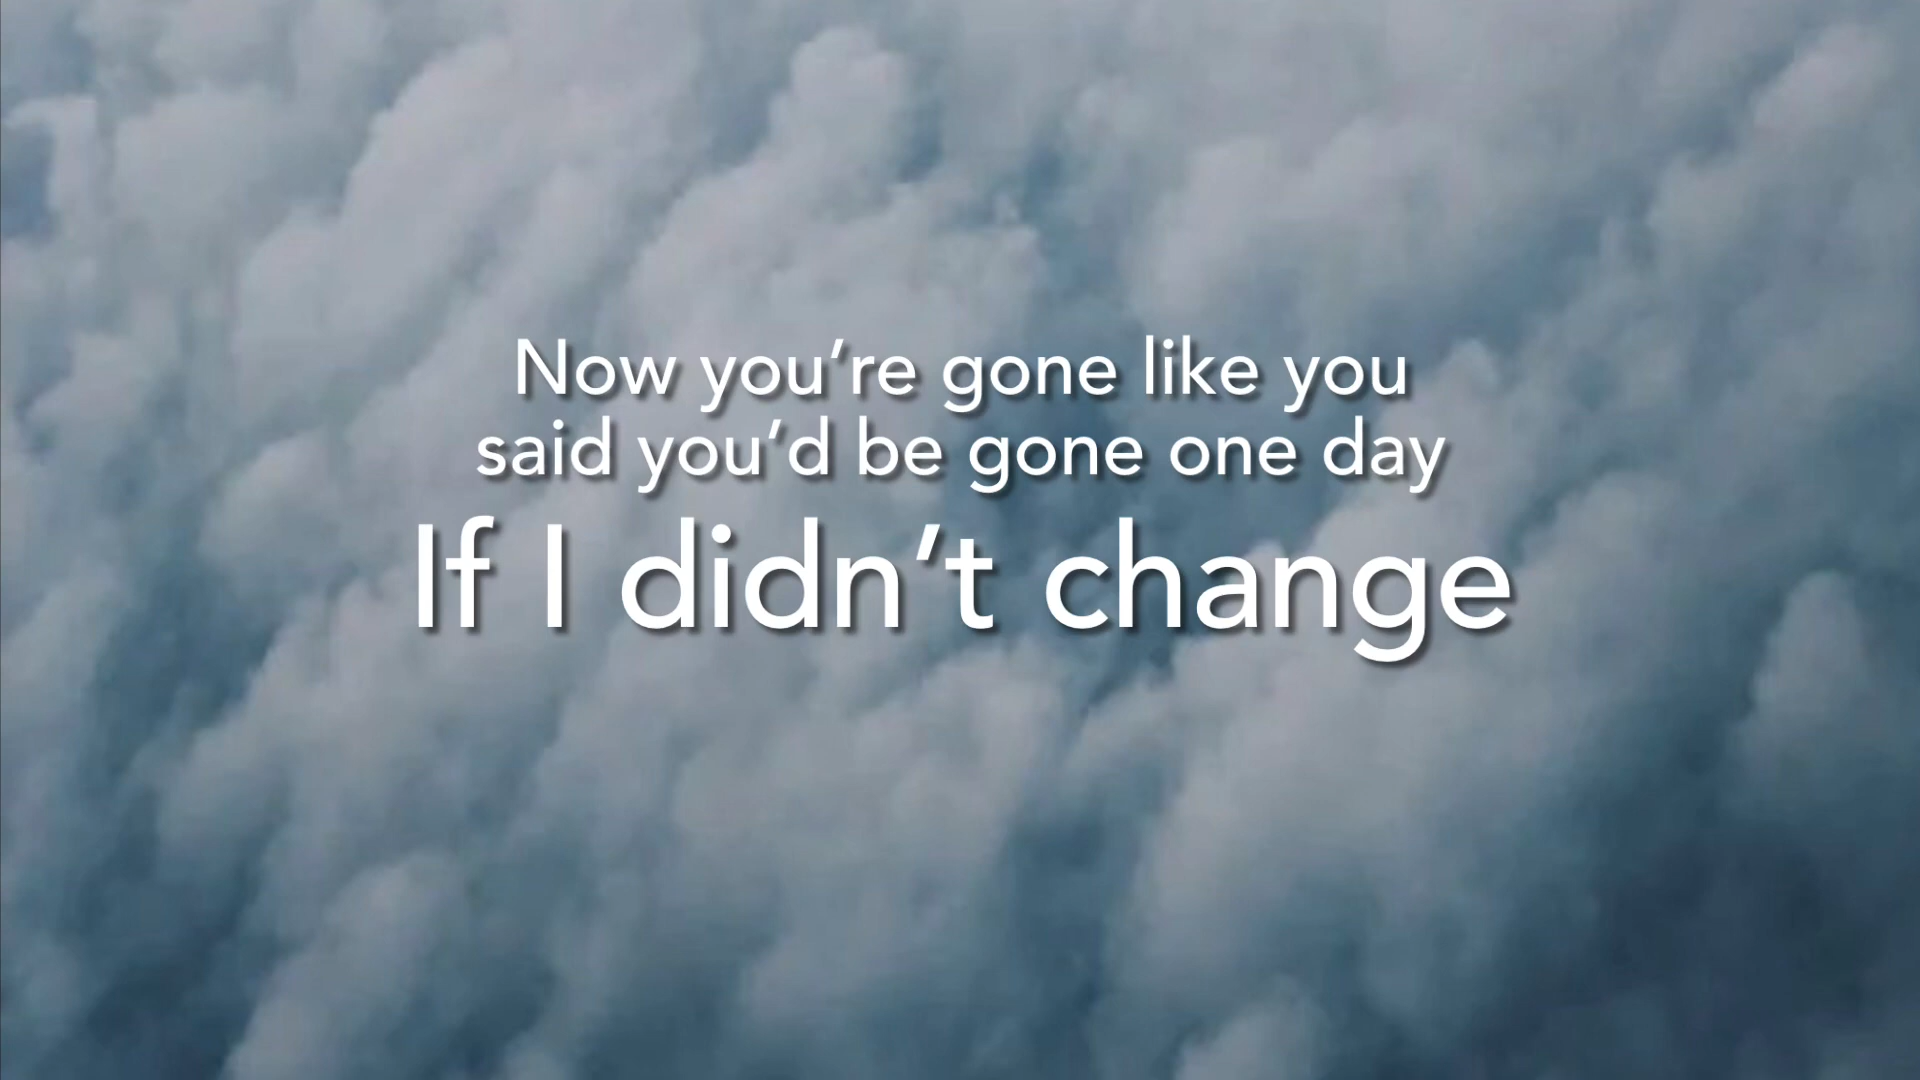 Now you’re gone like you
said you’d be gone one day
If I didn’t change